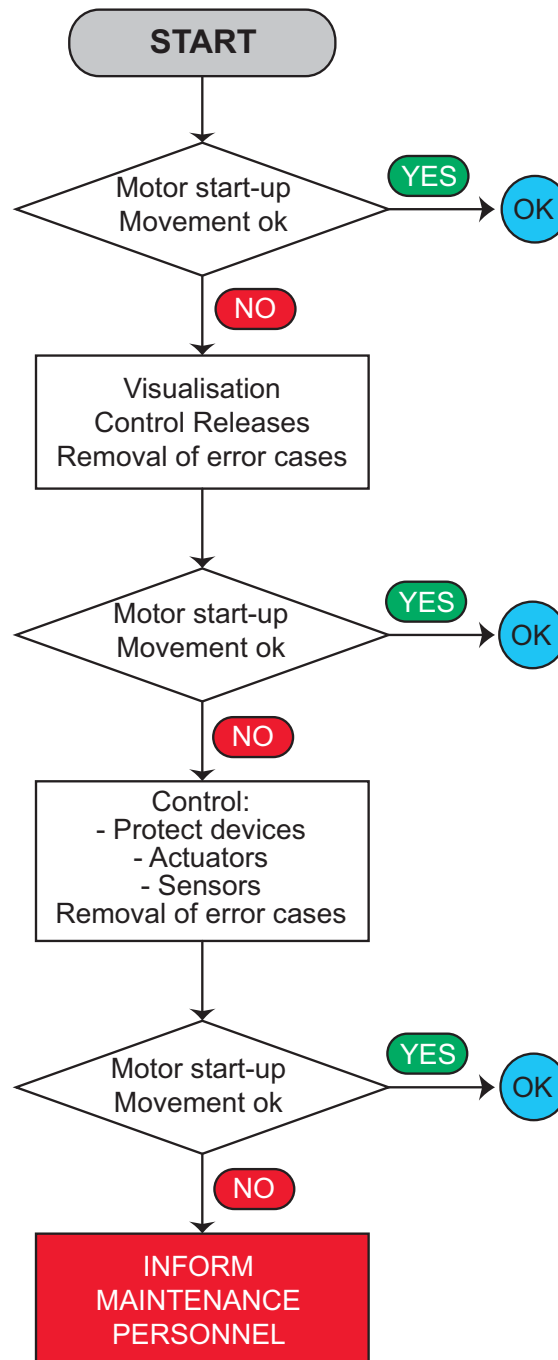 START
Motor start-up
Movement ok
YES
OK
NO
Visualisation
Control Releases
Removal of error cases
Motor start-up
Movement ok
YES
OK
NO
Control:
- Protect devices
- Actuators
- Sensors
Removal of error cases
Motor start-up
Movement ok
YES
OK
NO
INFORM
MAINTENANCE
PERSONNEL